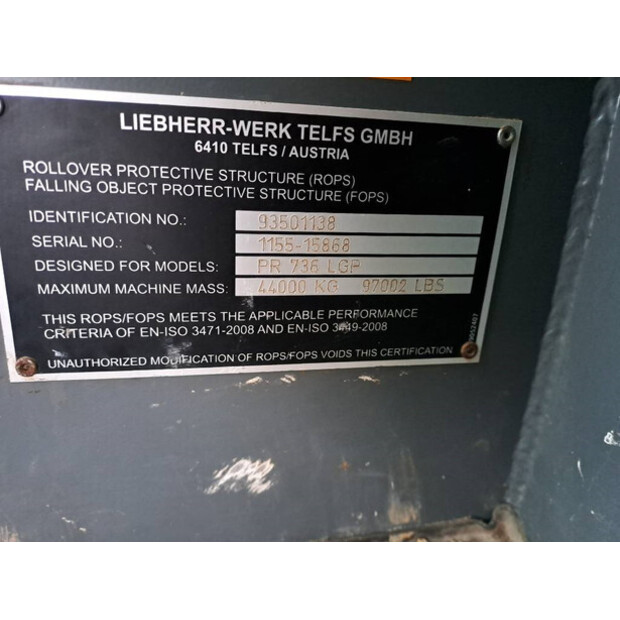 LIEBHERR-WERK TELFS GMBH
6410 TELFS / AUSTRIA
ROLLOVER PROTECTIVE STRUCTURE (ROPS)
FALLING OBJECT PROTECTIVE STRUCTURE (FOPS)
IDENTIFICATION NO.: 93501138
SERIAL NO.: 1155-15868
DESIGNED FOR MODELS: PR 736 LGP
MAXIMUM MACHINE MASS: 44000 KG 97002 LBS
THIS ROPS/FOPS MEETS THE APPLICABLE PERFORMANCE
CRITERIA OF EN-ISO 3471-2008 AND EN-ISO 3449-2008
UNAUTHORIZED MODIFICATION OF ROPS/FOPS VOIDS THIS CERTIFICATION